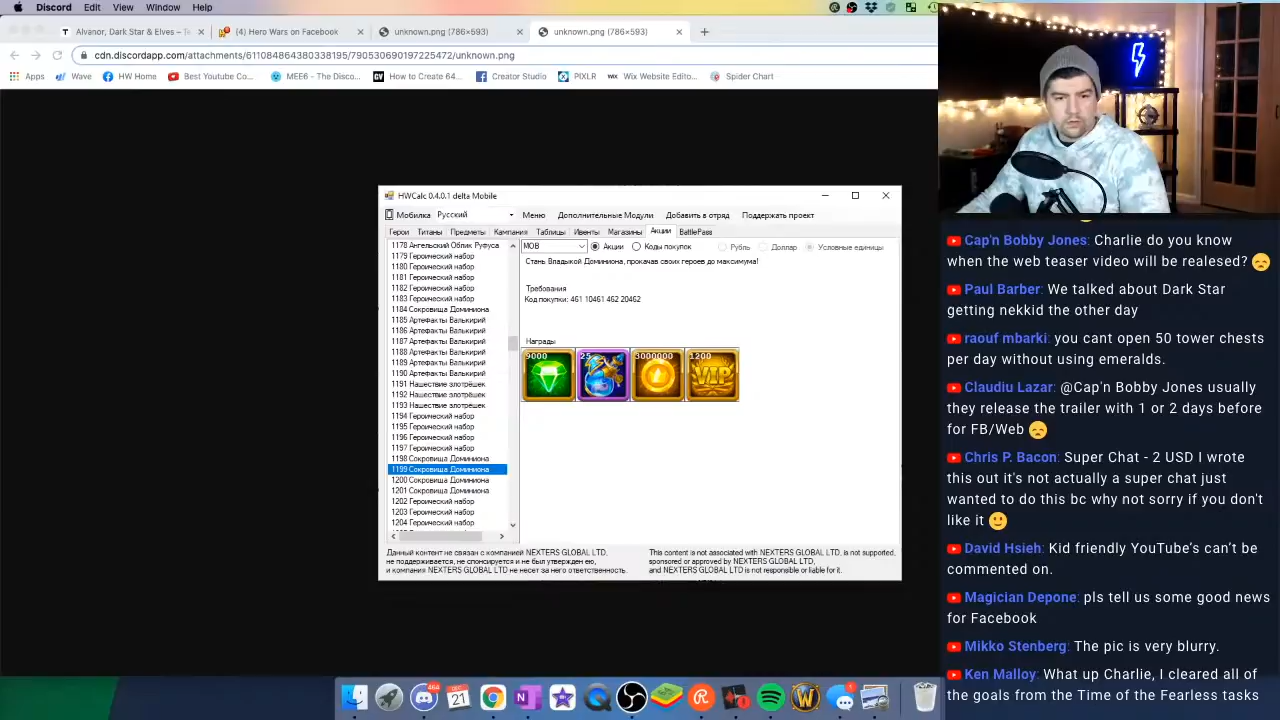 Discord Edit View Window Help
Alvanor, Dark Star & Elves – Ti
(4) Hero Wars on Facebook
unknown.png (786×593)
unknown.png (786×593)
cdn.discordapp.com/attachments/611084864380338195/790530690197225472/unknown.png
Apps Wave HW Home Best Youtube Co... MEE6 - The Disco... How to Create 64... Creator Studio PIXLR Wix Website Edito... Spider Chart
HWCalc 0.4.0.1 delta Mobile
Мобилка Русский Меню Дополнительные Модули Добавить в отряд Поддержать проект
Герои Титаны Предметы Кампания Таблицы Ивенты Магазины Акции BattlePass
1178 Ангельский Облик Руфуса
1179 Героический набор
1180 Героический набор
1181 Героический набор
1182 Героический набор
1183 Героический набор
1184 Сокровища Доминиона
1185 Артефакты Валькирий
1186 Артефакты Валькирий
1187 Артефакты Валькирий
1188 Артефакты Валькирий
1189 Артефакты Валькирий
1190 Артефакты Валькирий
1191 Нашествие злотрёшек
1192 Нашествие злотрёшек
1193 Нашествие злотрёшек
1194 Героический набор
1195 Героический набор
1196 Героический набор
1197 Героический набор
1198 Сокровища Доминиона
1199 Сокровища Доминиона
1200 Сокровища Доминиона
1201 Сокровища Доминиона
1202 Героический набор
1203 Героический набор
1204 Героический набор
MOB Акции Коды покупок Рубль Доллар Условные единицы
Стань Владыкой Доминиона, прокачав своих героев до максимума!
Требования
Код покупки: 461 10461 462 20462
Награды
9000 25 3000000 1200
VIP
Данный контент не связан с компанией NEXTERS GLOBAL LTD,
не поддерживается, не спонсируется и не был утвержден ею,
и компания NEXTERS GLOBAL LTD не несет за него ответственность.
This content is not associated with NEXTERS GLOBAL LTD, is not supported,
sponsored or approved by NEXTERS GLOBAL LTD,
and NEXTERS GLOBAL LTD is not responsible or liable for it.
Cap'n Bobby Jones: Charlie do you know
when the web teaser video will be realesed?
Paul Barber: We talked about Dark Star
getting nekkid the other day
raouf mbarki: you cant open 50 tower chests
per day without using emeralds.
Claudiu Lazar: @Cap'n Bobby Jones usually
they release the trailer with 1 or 2 days before
for FB/Web
Chris P. Bacon: Super Chat - 2 USD I wrote
this out it's not actually a super chat just
wanted to do this bc why not sorry if you don't
like it
David Hsieh: Kid friendly YouTube's can't be
commented on.
Magician Depone: pls tell us some good news
for Facebook
Mikko Stenberg: The pic is very blurry.
Ken Malloy: What up Charlie, I cleared all of
the goals from the Time of the Fearless tasks
464
DEC
21
1